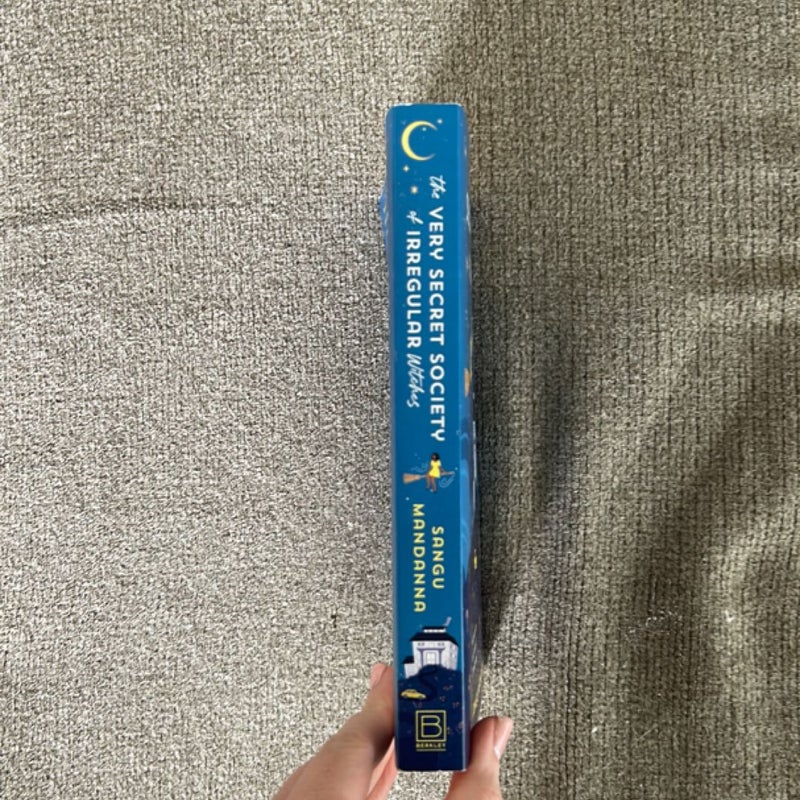 the VERY SECRET SOCIETY
of IRREGULAR Witches
SANGU
MANDANNA
B
BERKLEY